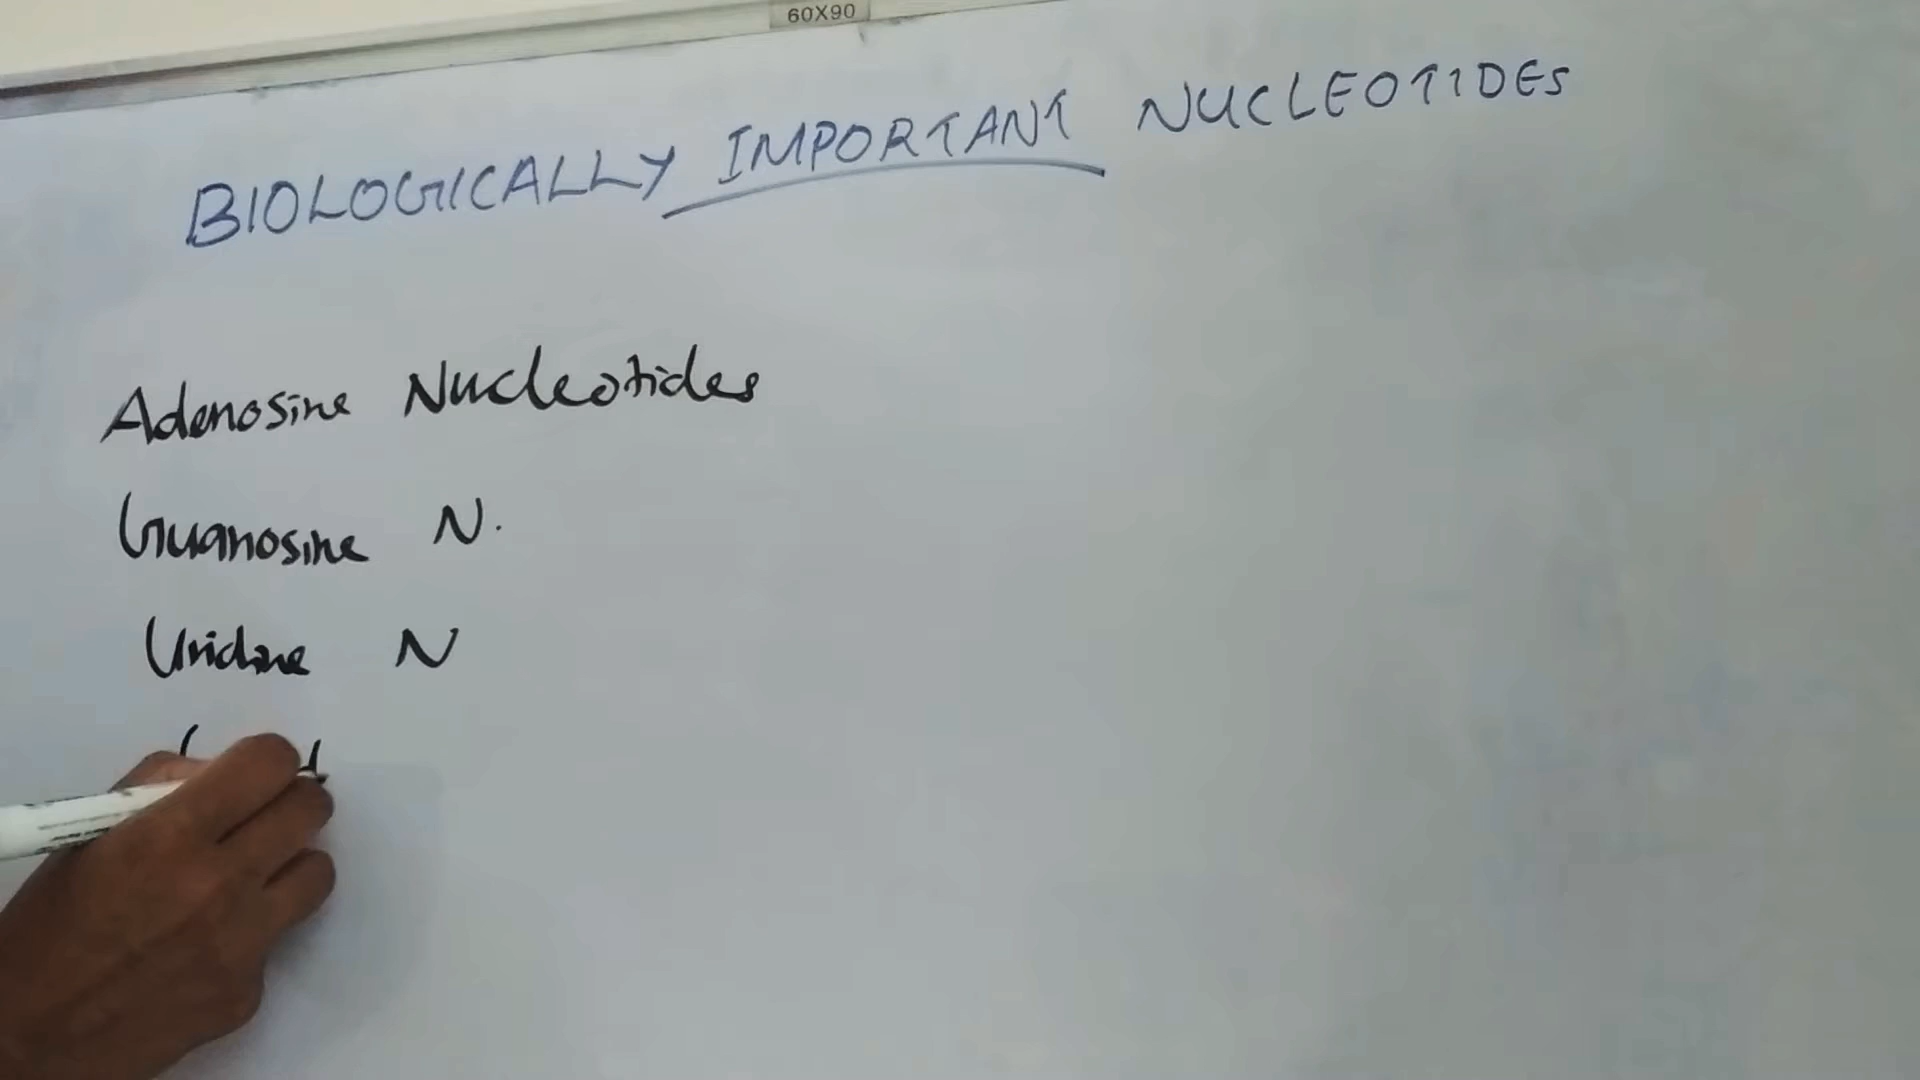 60X90
BIOLOGICALLY IMPORTANT NUCLEOTIDES
Adenosine Nucleotides
Guanosine N.
Uridine N